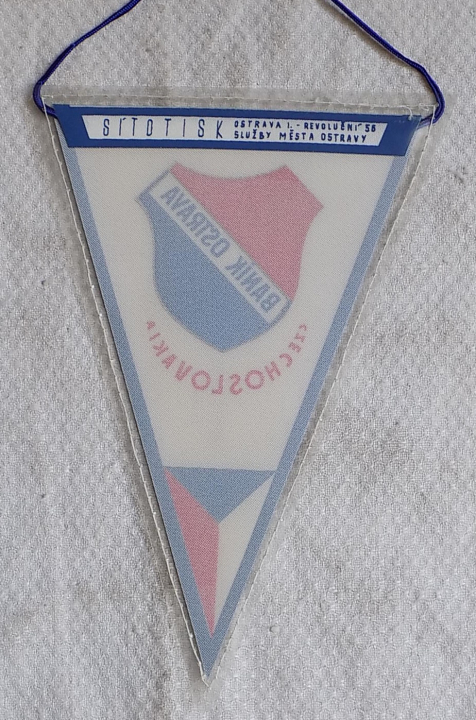 SÍTOTISK OSTRAVA 1. - REVOLUČNÍ 56
SLUŽBY MĚSTA OSTRAVY
BANÍK OSTRAVA
CZECHOSLOVAKIA